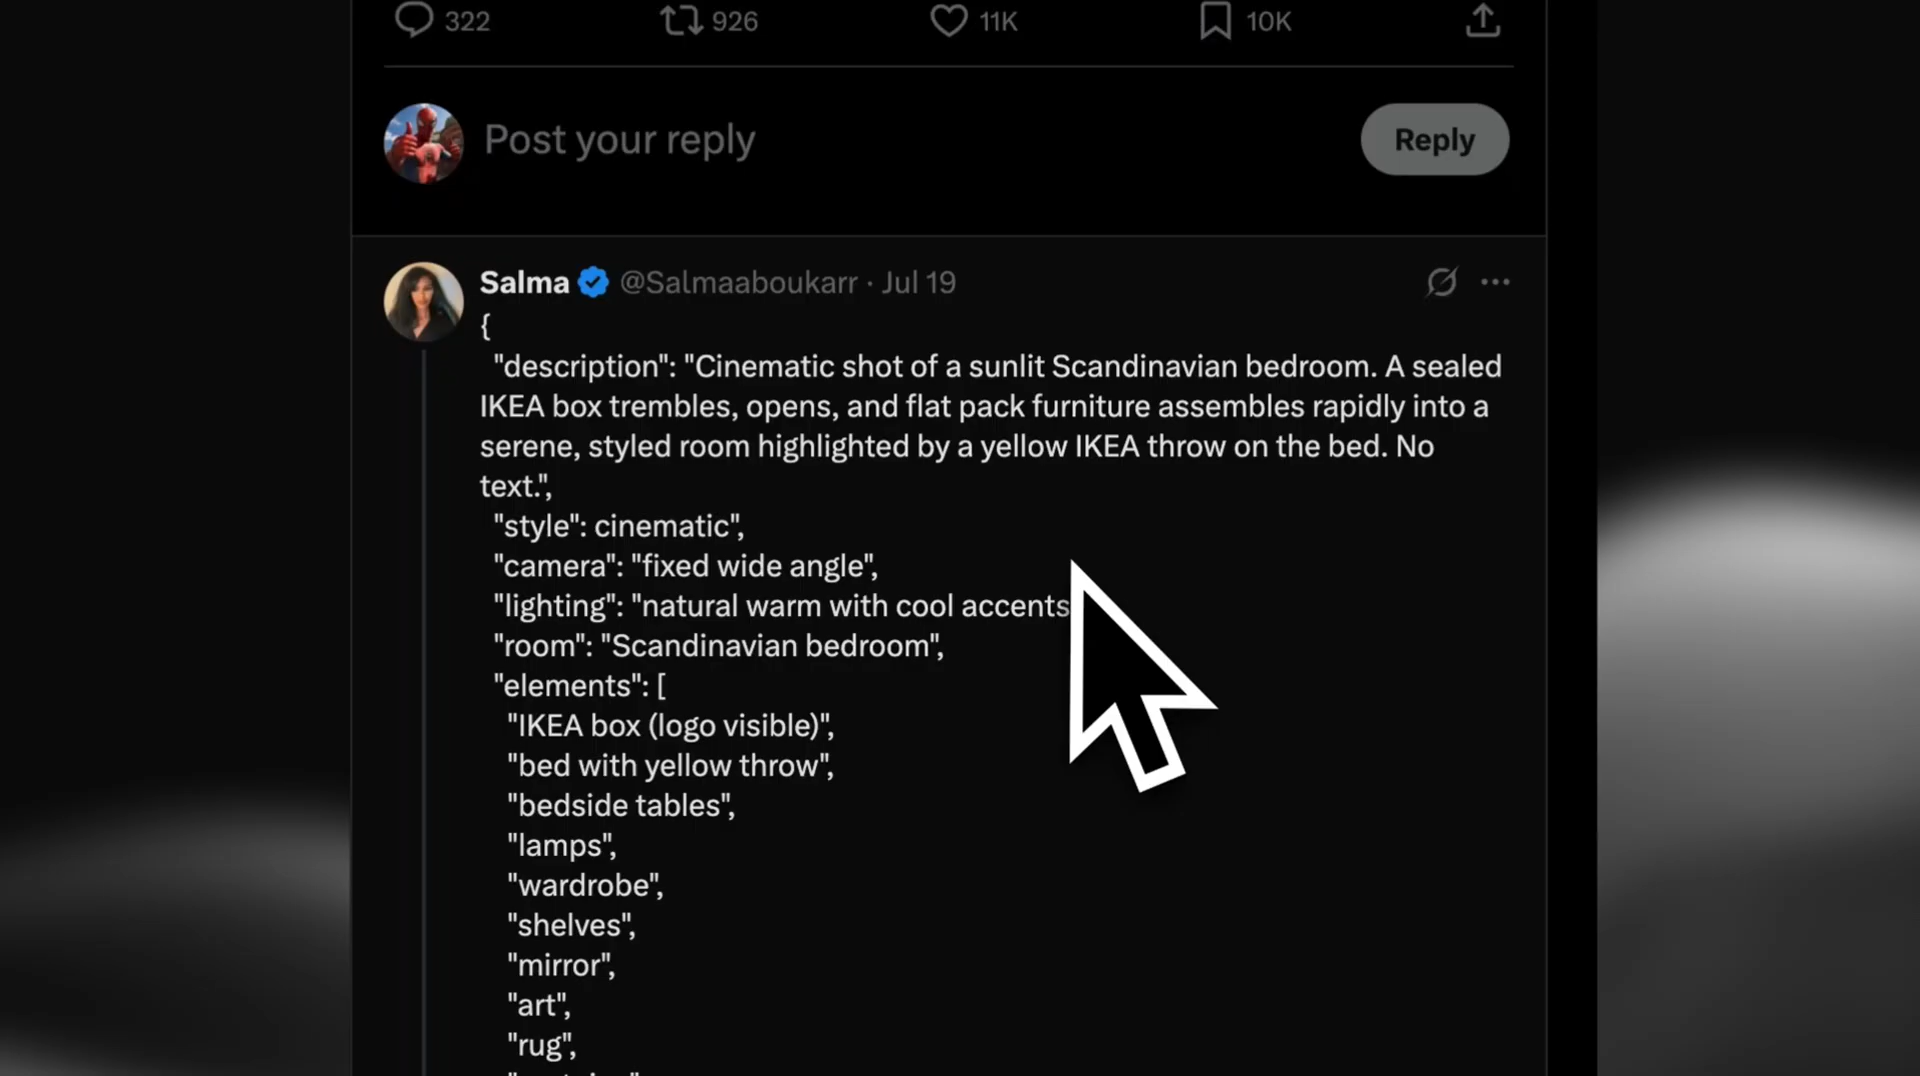 322 926 11K 10K
Post your reply
Reply
Salma @Salmaaboukarr · Jul 19
{
"description": "Cinematic shot of a sunlit Scandinavian bedroom. A sealed
IKEA box trembles, opens, and flat pack furniture assembles rapidly into a
serene, styled room highlighted by a yellow IKEA throw on the bed. No
text.",
"style": cinematic",
"camera": "fixed wide angle",
"lighting": "natural warm with cool accents
"room": "Scandinavian bedroom",
"elements": [
"IKEA box (logo visible)",
"bed with yellow throw",
"bedside tables",
"lamps",
"wardrobe",
"shelves",
"mirror",
"art",
"rug",